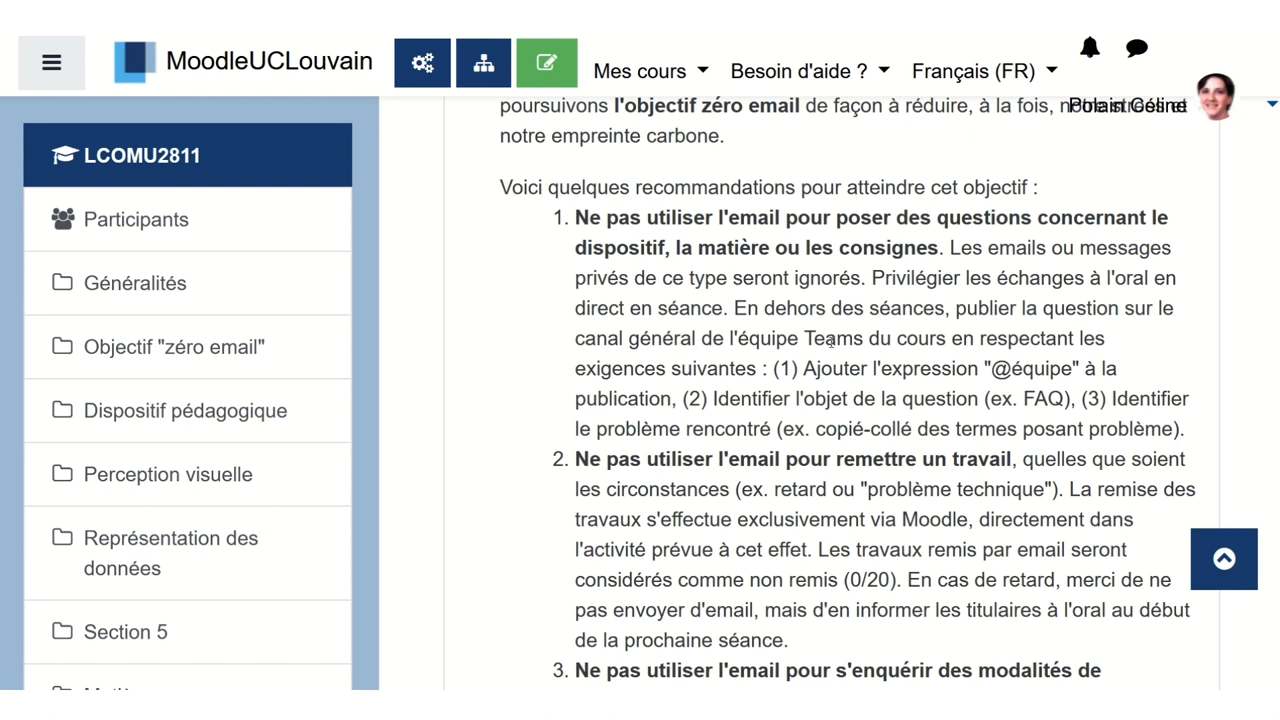 MoodleUCLouvain
Mes cours
Besoin d'aide ?
Français (FR)
LCOMU2811
Participants
Généralités
Objectif "zéro email"
Dispositif pédagogique
Perception visuelle
Représentation des
données
Section 5
poursuivons l'objectif zéro email de façon à réduire, à la fois,
notre empreinte carbone.
Voici quelques recommandations pour atteindre cet objectif :
1. Ne pas utiliser l'email pour poser des questions concernant le
dispositif, la matière ou les consignes. Les emails ou messages
privés de ce type seront ignorés. Privilégier les échanges à l'oral en
direct en séance. En dehors des séances, publier la question sur le
canal général de l'équipe Teams du cours en respectant les
exigences suivantes : (1) Ajouter l'expression "@équipe" à la
publication, (2) Identifier l'objet de la question (ex. FAQ), (3) Identifier
le problème rencontré (ex. copié-collé des termes posant problème).
2. Ne pas utiliser l'email pour remettre un travail, quelles que soient
les circonstances (ex. retard ou "problème technique"). La remise des
travaux s'effectue exclusivement via Moodle, directement dans
l'activité prévue à cet effet. Les travaux remis par email seront
considérés comme non remis (0/20). En cas de retard, merci de ne
pas envoyer d'email, mais d'en informer les titulaires à l'oral au début
de la prochaine séance.
3. Ne pas utiliser l'email pour s'enquérir des modalités de